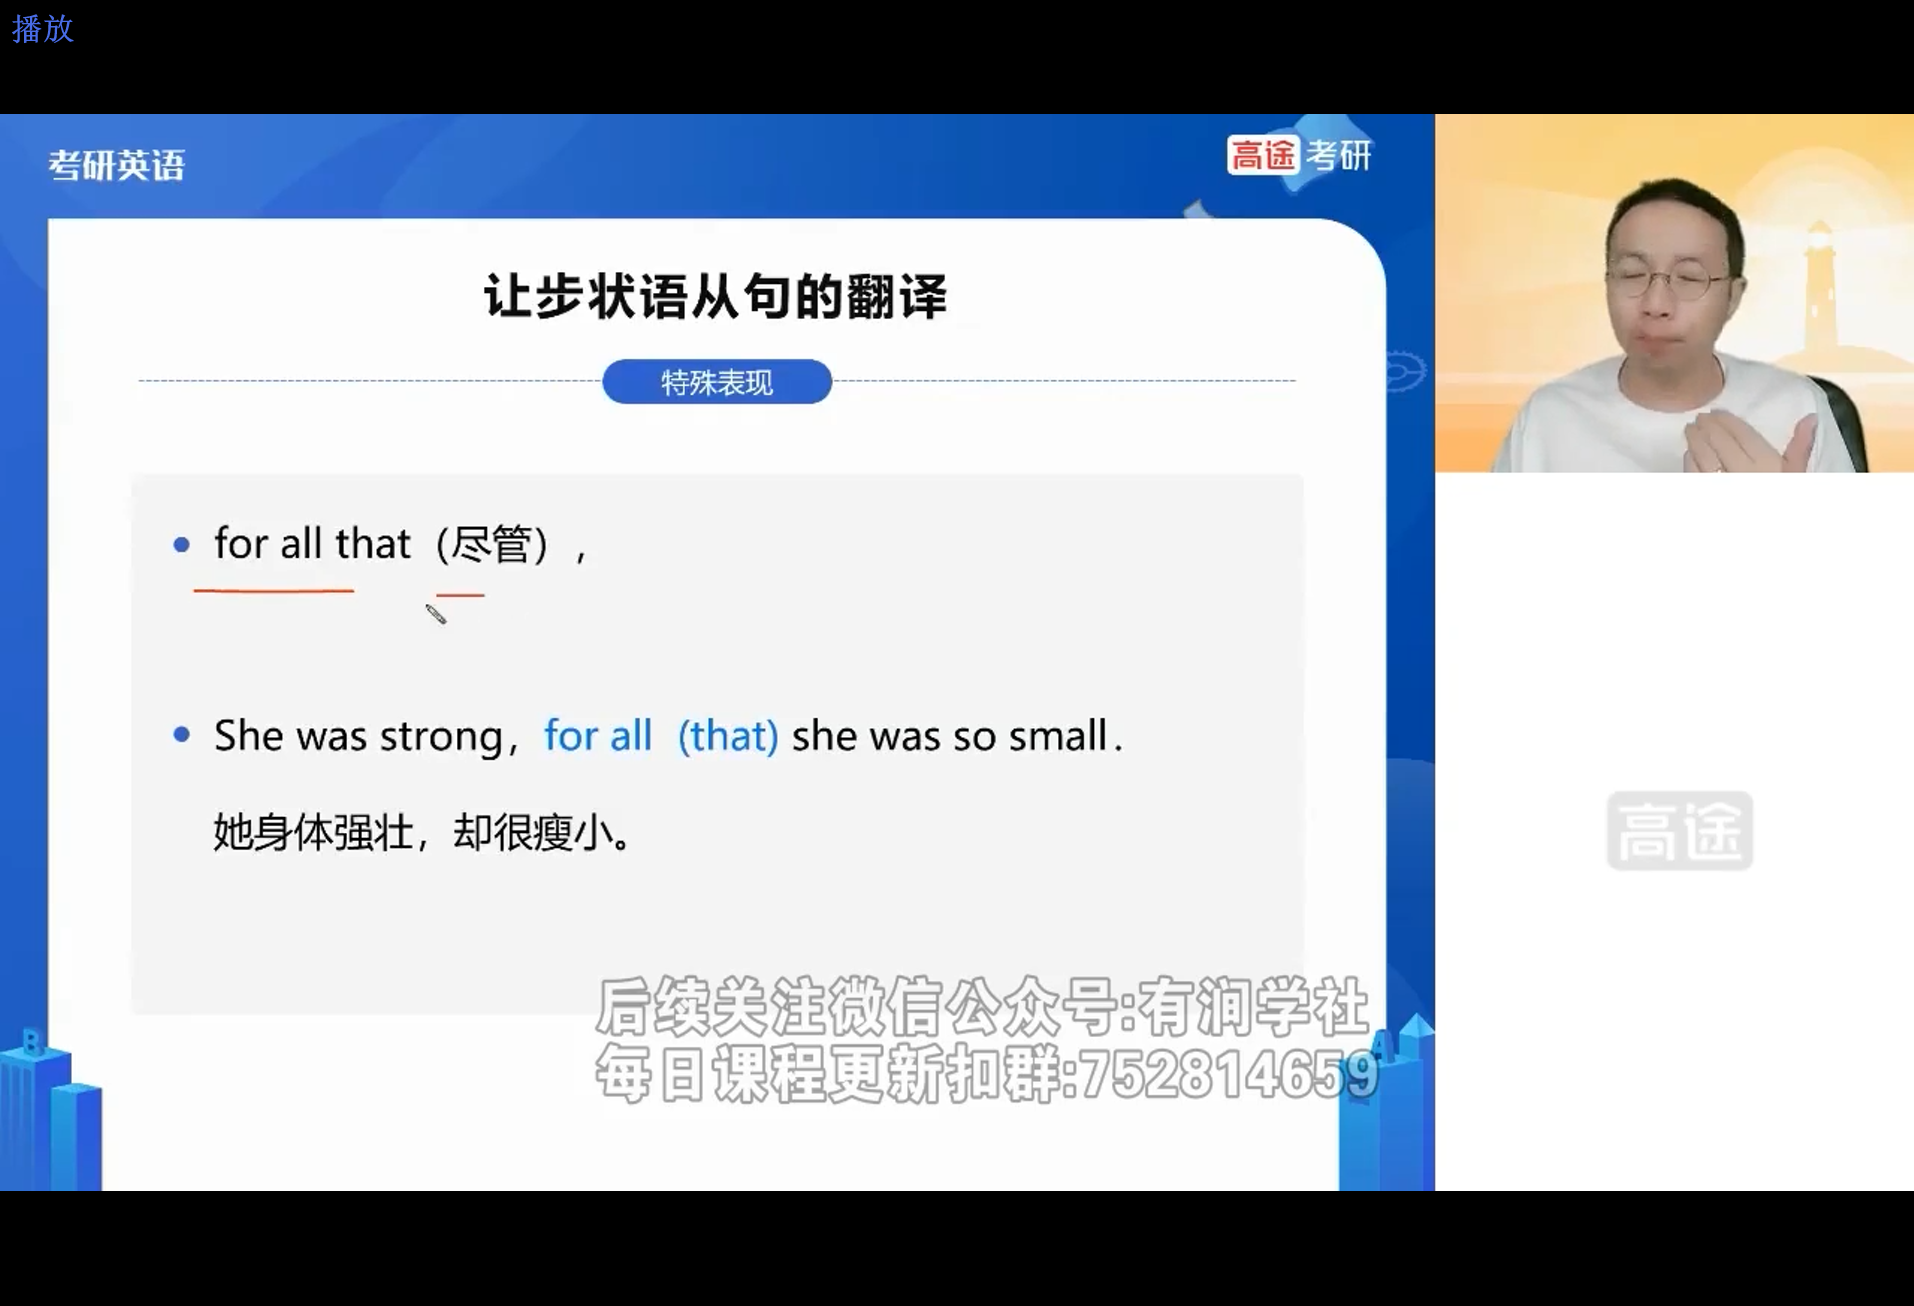 播放
考研英语
高途考研
让步状语从句的翻译
特殊表现
for all that（尽管），
She was strong, for all (that) she was so small.
她身体强壮，却很瘦小。
高途
后续关注微信公众号:有涧学社
每日课程更新扣群:752814659
B
A